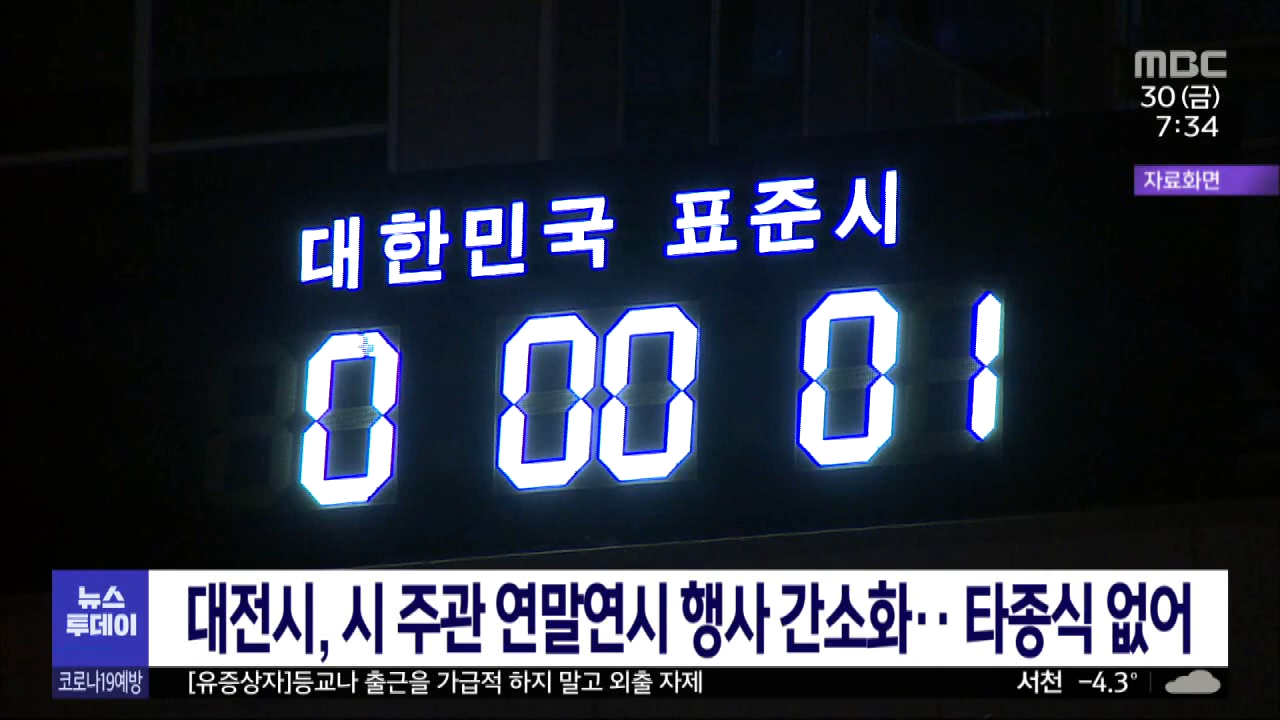 MBC
30 (금)
7:34
자료화면
대한민국 표준시
0 00 01
뉴스
투데이
대전시, 시 주관 연말연시 행사 간소화·· 타종식 없어
코로나19예방
[유증상자]등교나 출근을 가급적 하지 말고 외출 자제
서천 -4.3°